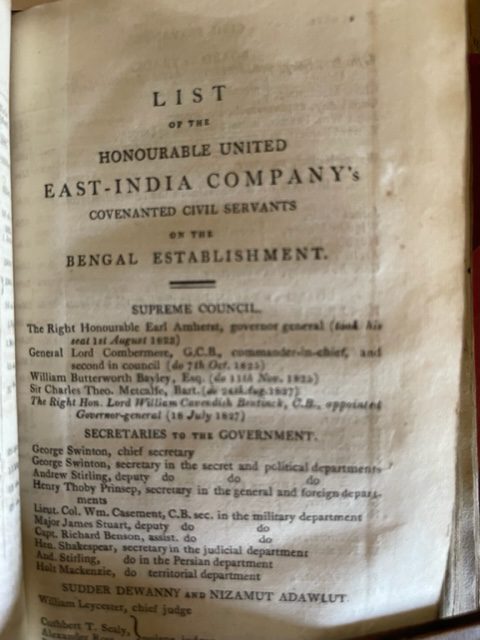 LIST
OF THE
HONOURABLE UNITED
EAST-INDIA COMPANY's
COVENANTED CIVIL SERVANTS
ON THE
BENGAL ESTABLISHMENT.
SUPREME COUNCIL.
The Right Honourable Earl Amherst, governor general (took his
seat 1st August 1823)
General Lord Combermere, G.C.B., commander-in-chief, and
second in council (do 7th Oct. 1825)
William Butterworth Bayley, Esq. (do Nov. 1825)
Sir Charles Theo. Metcalfe, Bart. (do Aug. 1827)
The Right Hon. Lord William Cavendish Bentinck, C.B., appointed
Governor-general (18 July 1827)
SECRETARIES TO THE GOVERNMENT.
George Swinton, chief secretary
George Swinton, secretary in the secret and political departments
Andrew Stirling, deputy do do do
Henry Thoby Prinsep, secretary in the general and foreign depart-
ments
Lieut. Col. Wm. Casement, C.B. sec. in the military department
Major James Stuart, deputy do do
Capt. Richard Benson, assist. do do
Hen. Shakespear, secretary in the judicial department
And. Stirling, do in the Persian department
Holt Mackenzie, do territorial department
SUDDER DEWANNY AND NIZAMUT ADAWLUT.
William Leycester, chief judge
Cuthbert T. Sealy,
Alexander